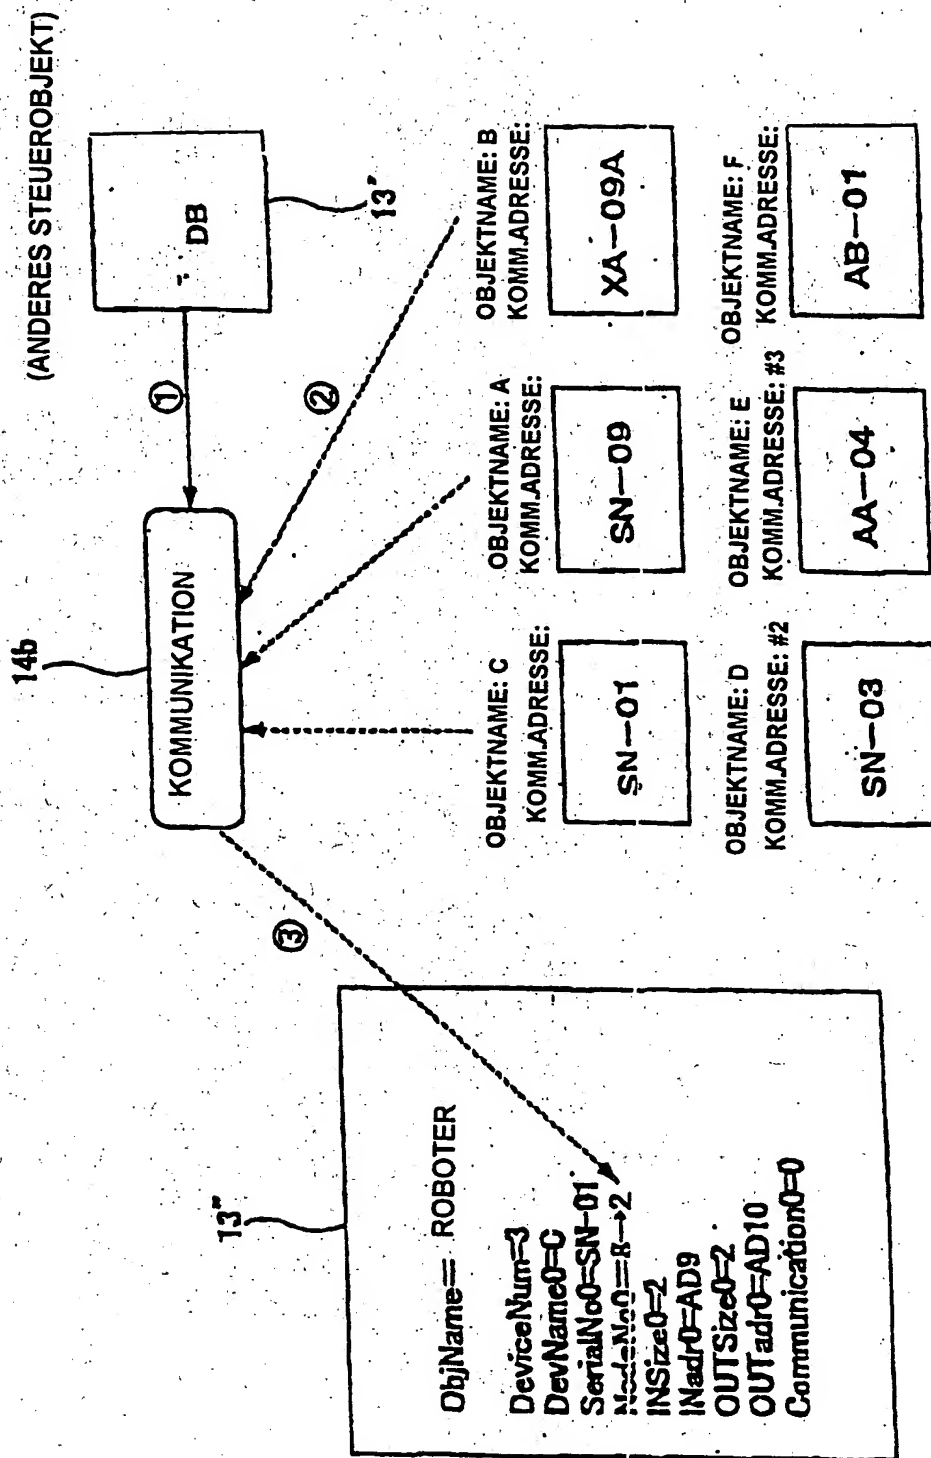 (ANDERES STEUEROBJEKT)
DB
13"
①
14b
KOMMUNIKATION
②
③
OBJEKTNAME: C
KOMM.ADRESSE:
SN-01
OBJEKTNAME: A
KOMM.ADRESSE:
SN-09
OBJEKTNAME: B
KOMM.ADRESSE:
XA-09A
OBJEKTNAME: D
KOMM.ADRESSE: #2
SN-03
OBJEKTNAME: E
KOMM.ADRESSE: #3
AA-04
OBJEKTNAME: F
KOMM.ADRESSE:
AB-01
13'''
ObjName= ROBOTER
DeviceNum=3
DevName0=C
SerialNo0=SN-01
NodeNo0=8→2
INSize0=2
INadr0=AD9
OUTSize0=2
OUTadr0=AD10
Communication0=0